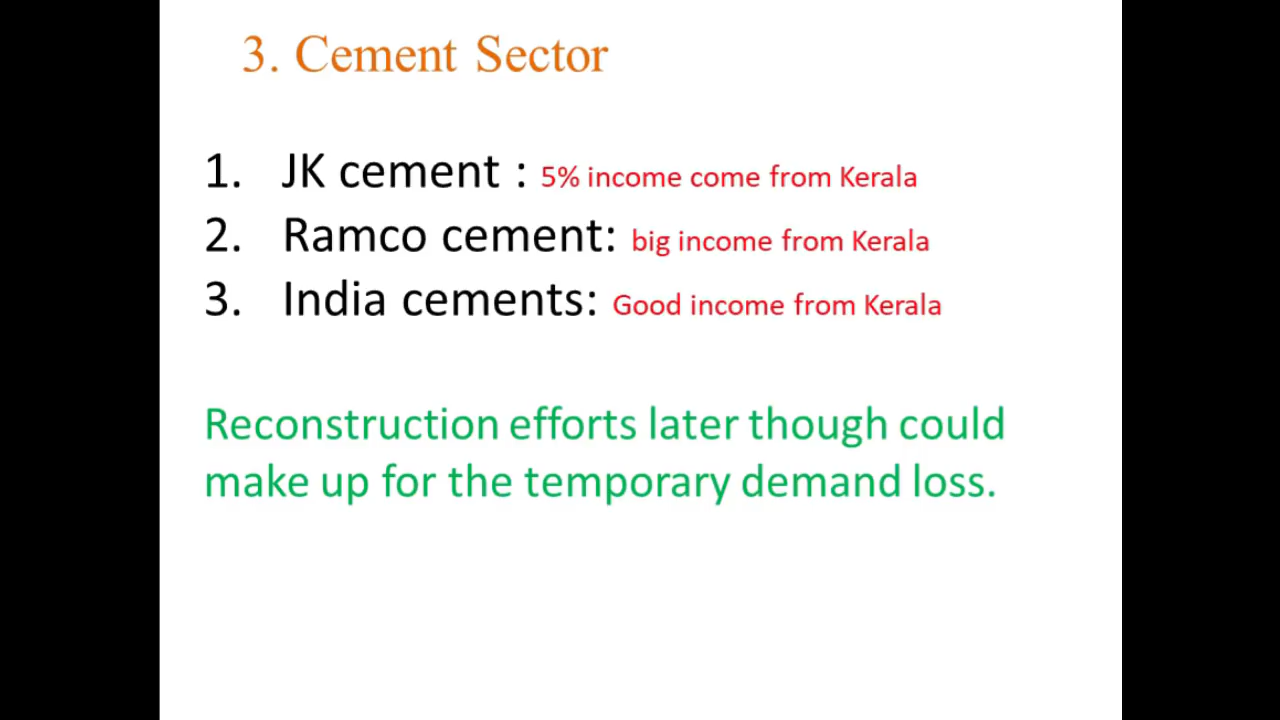 3. Cement Sector
1. JK cement : 5% income come from Kerala
2. Ramco cement: big income from Kerala
3. India cements: Good income from Kerala
Reconstruction efforts later though could
make up for the temporary demand loss.